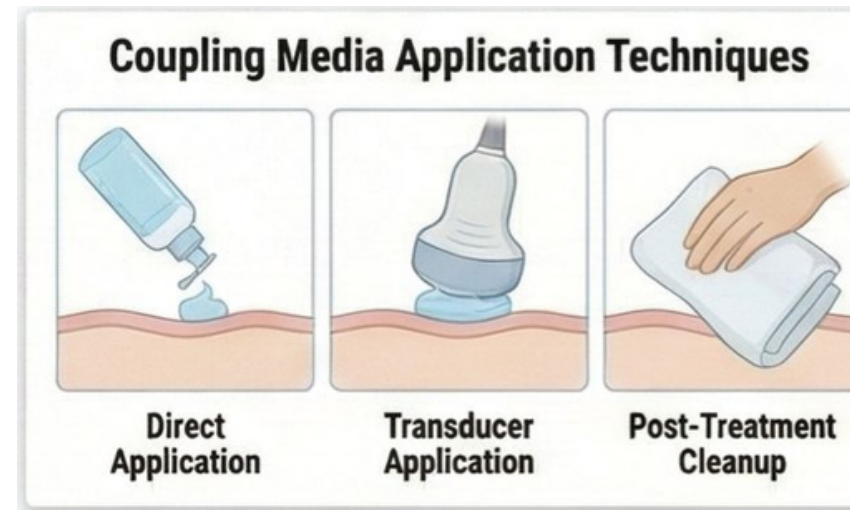 Coupling Media Application Techniques
Direct
Application
Transducer
Application
Post-Treatment
Cleanup